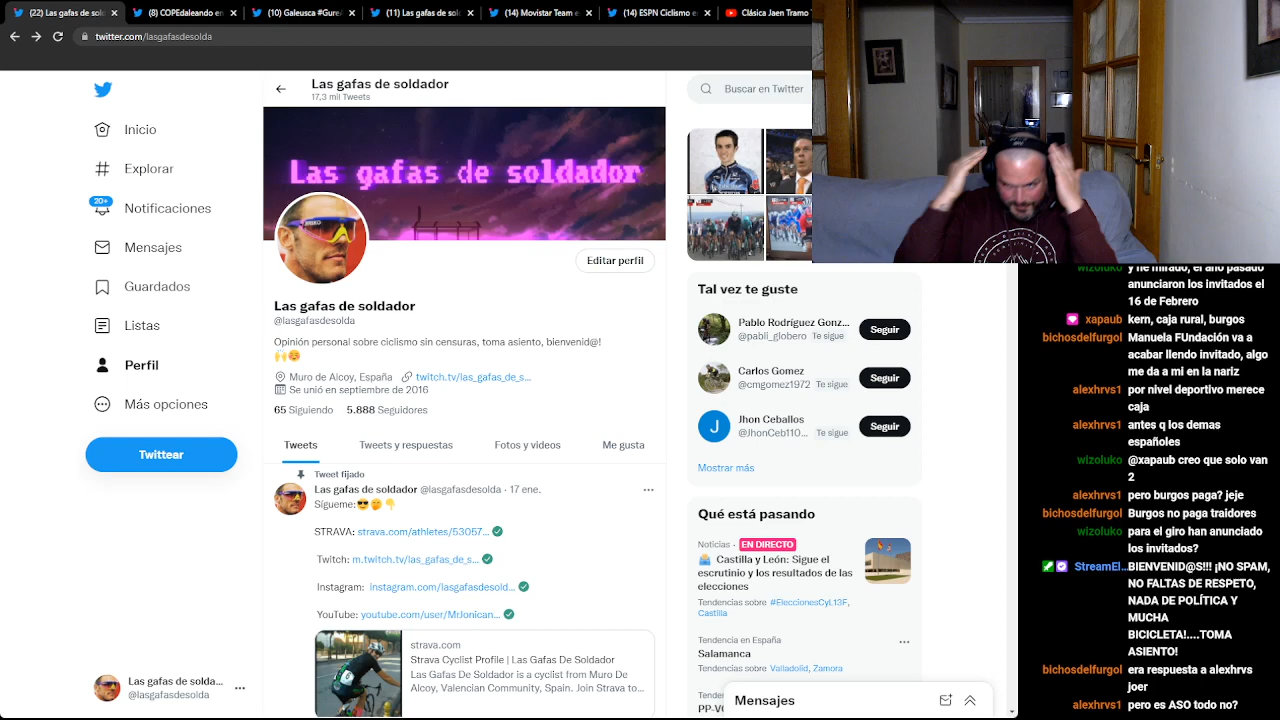 (22) Las gafas de sol
(8) COPEdaleando en
(10) Galeusca #GureA
(11) Las gafas de sol
(14) Movistar Team e
(14) ESPN Ciclismo e
Clásica Jaen Tramo
twitter.com/lasgafasdesolda
Inicio
Explorar
20+
Notificaciones
Mensajes
Guardados
Listas
Perfil
Más opciones
Twittear
Las gafas de solda...
@lasgafasdesolda
Las gafas de soldador
17,3 mil Tweets
Las gafas de soldador
Editar perfil
Las gafas de soldador
@lasgafasdesolda
Opinión personal sobre ciclismo sin censuras, toma asiento, bienvenid@!
🙌😊
Muro de Alcoy, España
twitch.tv/las_gafas_de_s...
Se unió en septiembre de 2016
65 Siguiendo 5.888 Seguidores
Tweets
Tweets y respuestas
Fotos y videos
Me gusta
Tweet fijado
Las gafas de soldador @lasgafasdesolda · 17 ene.
Sígueme:😎🤭👇
STRAVA: strava.com/athletes/53057...
Twitch: m.twitch.tv/las_gafas_de_s...
Instagram: instagram.com/lasgafasdesold...
YouTube: youtube.com/user/MrJonican...
strava.com
Strava Cyclist Profile | Las Gafas De Soldador
Las Gafas De Soldador is a cyclist from Muro De
Alcoy, Valencian Community, Spain. Join Strava to...
Buscar en Twitter
Tal vez te guste
Pablo Rodríguez Gonz...
@pabli_globero Te sigue
Seguir
Carlos Gomez
@cmgomez1972 Te sigue
Seguir
J
Jhon Ceballos
@JhonCeb110... Te sigue
Seguir
Mostrar más
Qué está pasando
Noticias · EN DIRECTO
🗳️ Castilla y León: Sigue el
escrutinio y los resultados de las
elecciones
Tendencias sobre #EleccionesCyL13F,
Castilla
Tendencia en España
Salamanca
Tendencias sobre Valladolid, Zamora
Mensajes
wizoluko y he mirado, el año pasado
anunciaron los invitados el
16 de Febrero
xapaub kern, caja rural, burgos
bichosdelfurgol Manuela FUndación va a
acabar llendo invitado, algo
me da a mi en la nariz
alexhrvs1 por nivel deportivo merece
caja
alexhrvs1 antes q los demas
españoles
wizoluko @xapaub creo que solo van
2
alexhrvs1 pero burgos paga? jeje
bichosdelfurgol Burgos no paga traidores
wizoluko para el giro han anunciado
los invitados?
StreamEl... BIENVENID@S!!! ¡NO SPAM,
NO FALTAS DE RESPETO,
NADA DE POLÍTICA Y
MUCHA
BICICLETA!....TOMA
ASIENTO!
bichosdelfurgol era respuesta a alexhrvs
joer
alexhrvs1 pero es ASO todo no?